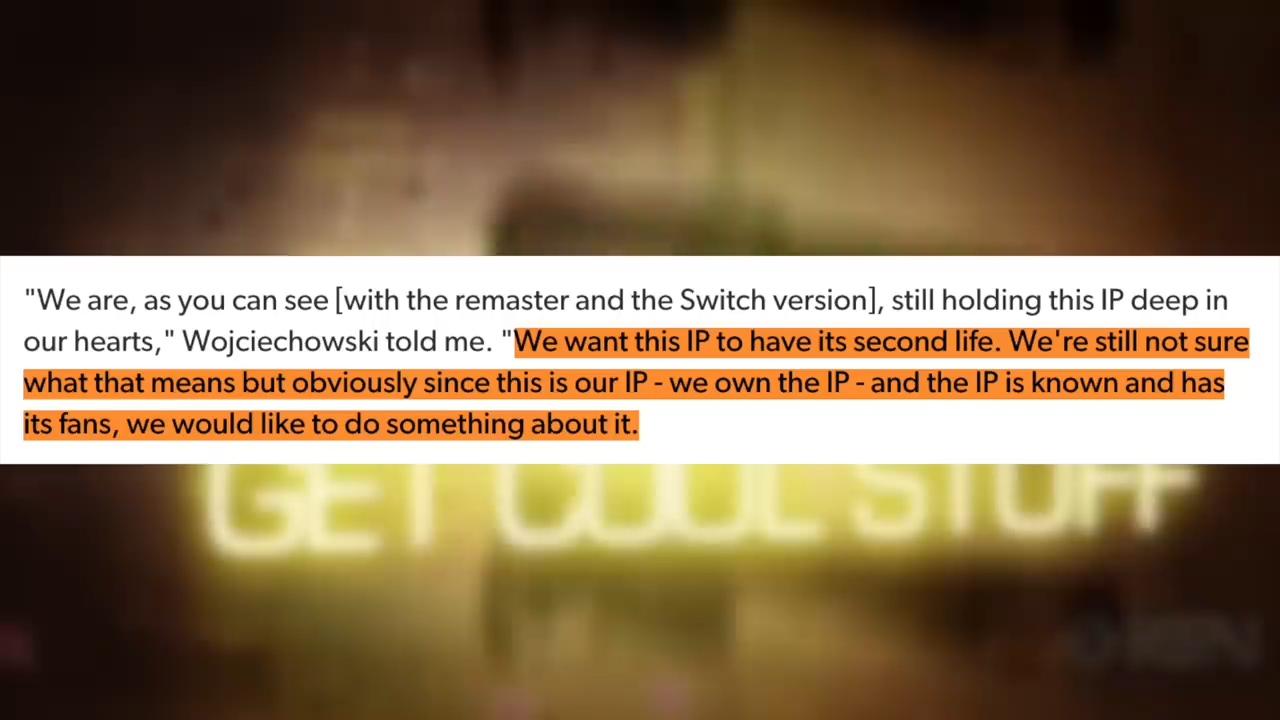 "We are, as you can see [with the remaster and the Switch version], still holding this IP deep in
our hearts," Wojciechowski told me. "We want this IP to have its second life. We're still not sure
what that means but obviously since this is our IP - we own the IP - and the IP is known and has
its fans, we would like to do something about it.
GET COOL STUFF